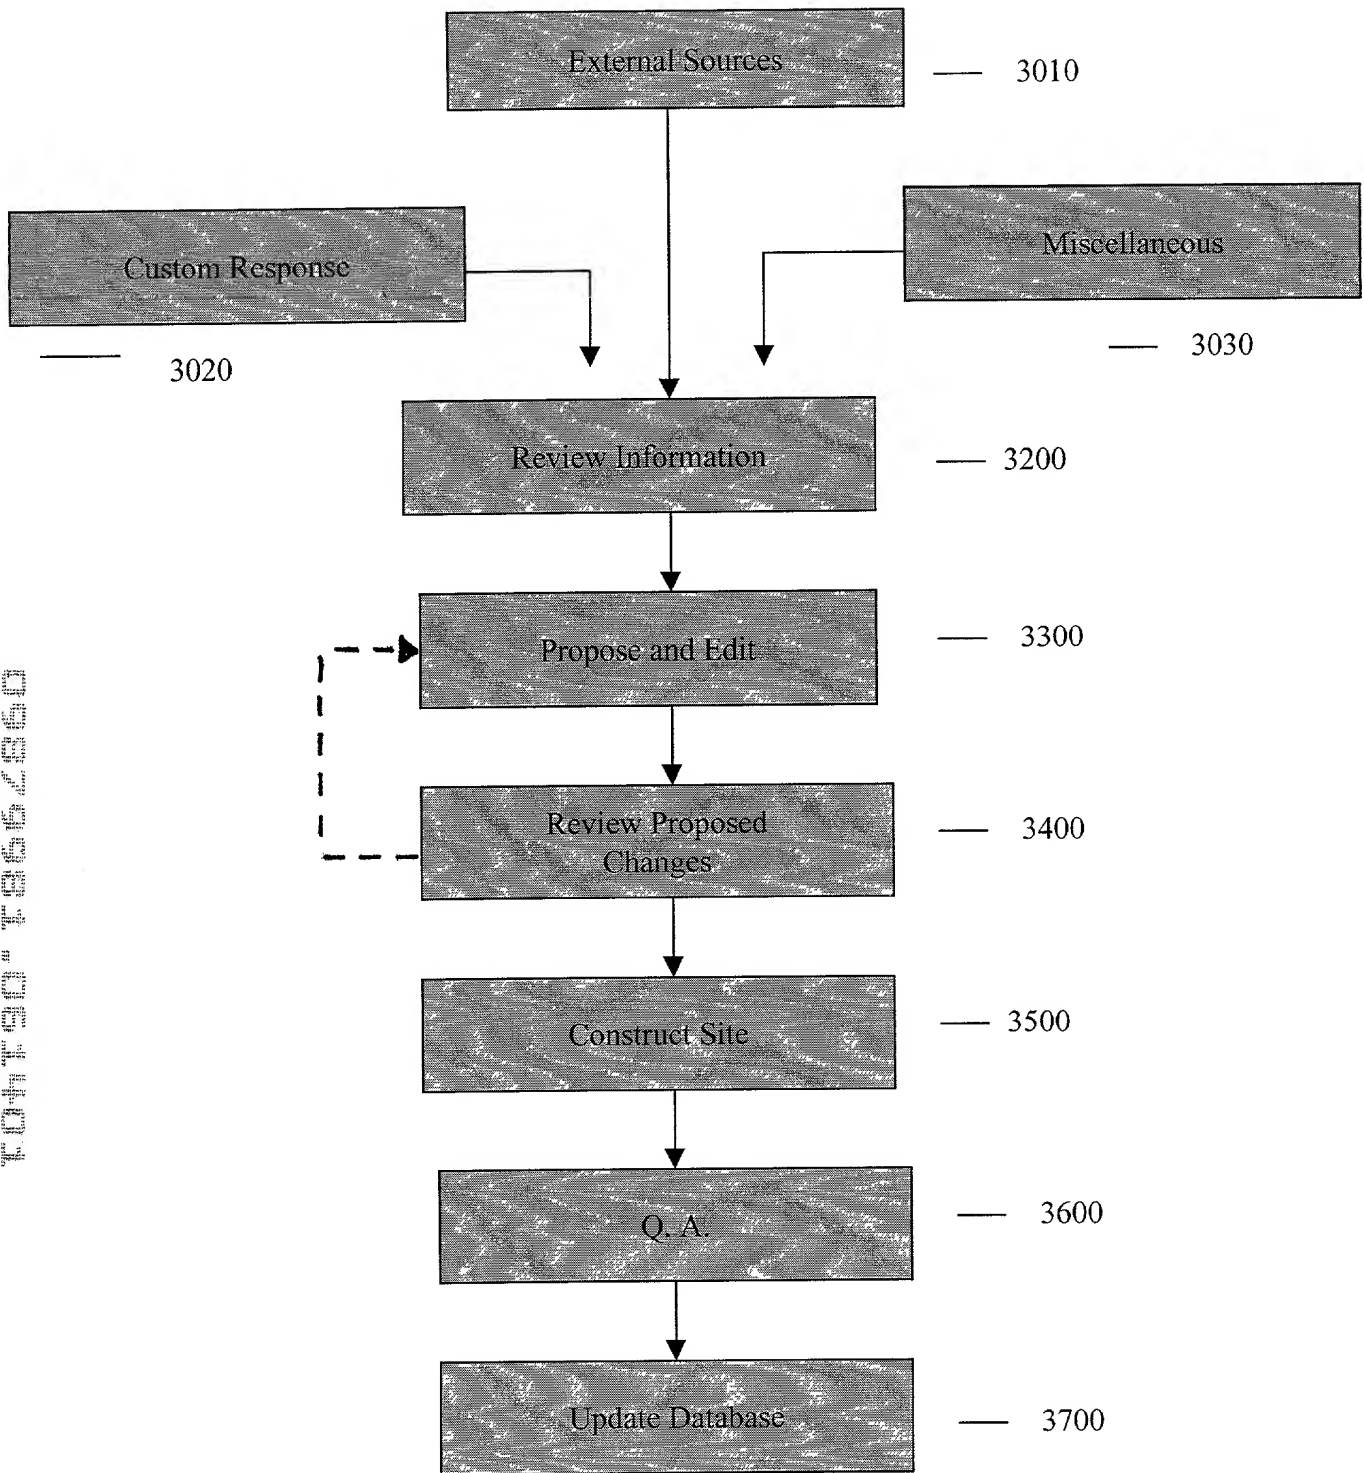 External Sources
3010
Custom Response
3020
Miscellaneous
3030
Review Information
3200
Propose and Edit
3300
Review Proposed
Changes
3400
Construct Site
3500
Q. A.
3600
Update Database
3700